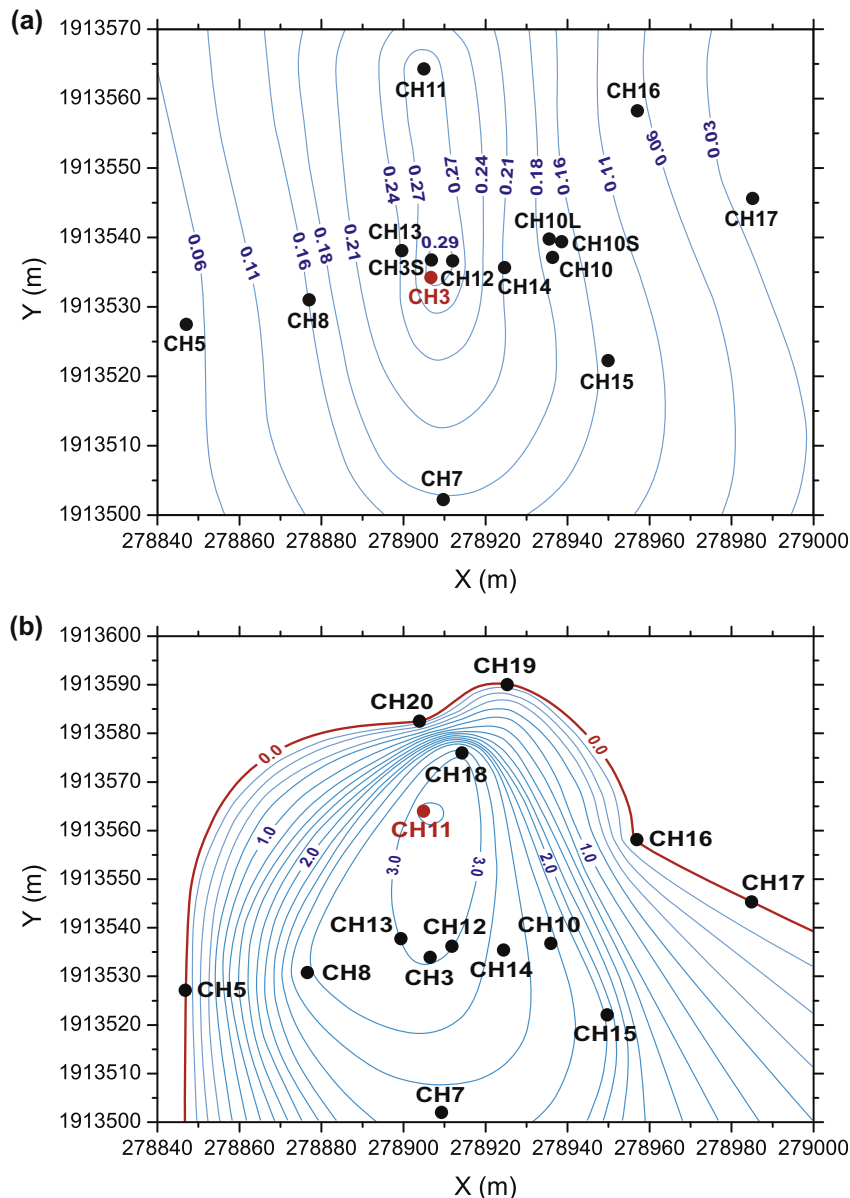 (a)
1913570
1913560
1913550
1913540
1913530
1913520
1913510
1913500
Y (m)
CH11
CH16
0.03
0.06
0.11
0.16
0.18
0.21
0.24
0.27
0.27
0.24
0.21
0.18
0.16
0.11
0.06
0.29
CH17
CH13
CH3S
CH10L
CH10S
CH10
CH12
CH14
CH3
CH8
CH5
CH15
CH7
278840 278860 278880 278900 278920 278940 278960 278980 279000
X (m)
(b)
1913600
1913590
1913580
1913570
1913560
1913550
1913540
1913530
1913520
1913510
1913500
Y (m)
CH19
CH20
0.0
0.0
CH18
CH11
CH16
1.0
2.0
3.0
3.0
2.0
1.0
CH17
CH13
CH12
CH10
CH3
CH14
CH8
CH5
CH15
CH7
278840 278860 278880 278900 278920 278940 278960 278980 279000
X (m)